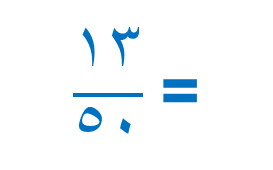 ١٣
٥٠ =